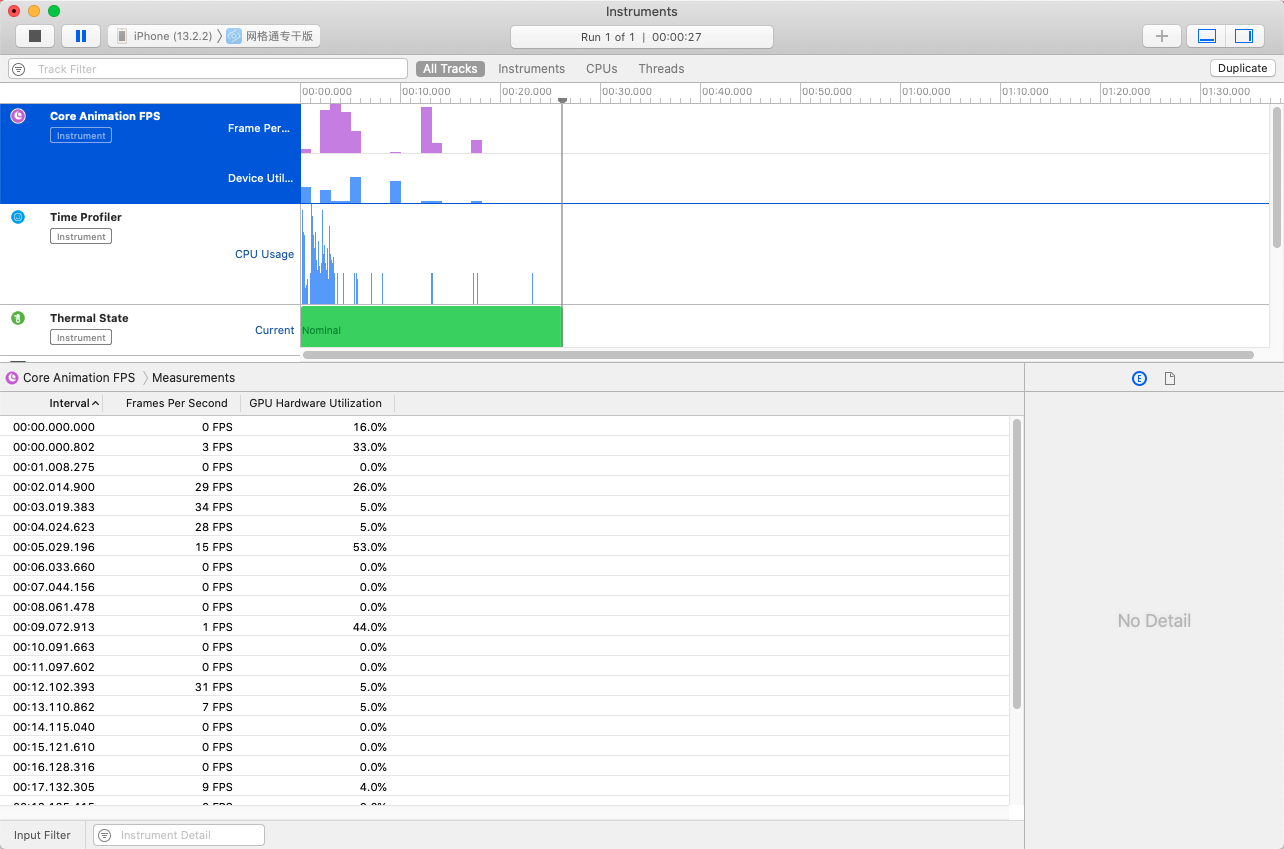 Instruments
iPhone (13.2.2) 网格通专干版
Run 1 of 1 | 00:00:27
Track Filter
All Tracks Instruments CPUs Threads
Duplicate
00:00.000 00:10.000 00:20.000 00:30.000 00:40.000 00:50.000 01:00.000 01:10.000 01:20.000 01:30.000
Core Animation FPS
Instrument
Frame Per...
Device Util...
Time Profiler
Instrument
CPU Usage
Thermal State
Instrument
Current
Nominal
Core Animation FPS Measurements
Interval Frames Per Second GPU Hardware Utilization
00:00.000.000 0 FPS 16.0%
00:00.000.802 3 FPS 33.0%
00:01.008.275 0 FPS 0.0%
00:02.014.900 29 FPS 26.0%
00:03.019.383 34 FPS 5.0%
00:04.024.623 28 FPS 5.0%
00:05.029.196 15 FPS 53.0%
00:06.033.660 0 FPS 0.0%
00:07.044.156 0 FPS 0.0%
00:08.061.478 0 FPS 0.0%
00:09.072.913 1 FPS 44.0%
00:10.091.663 0 FPS 0.0%
00:11.097.602 0 FPS 0.0%
00:12.102.393 31 FPS 5.0%
00:13.110.862 7 FPS 5.0%
00:14.115.040 0 FPS 0.0%
00:15.121.610 0 FPS 0.0%
00:16.128.316 0 FPS 0.0%
00:17.132.305 9 FPS 4.0%
No Detail
Input Filter
Instrument Detail